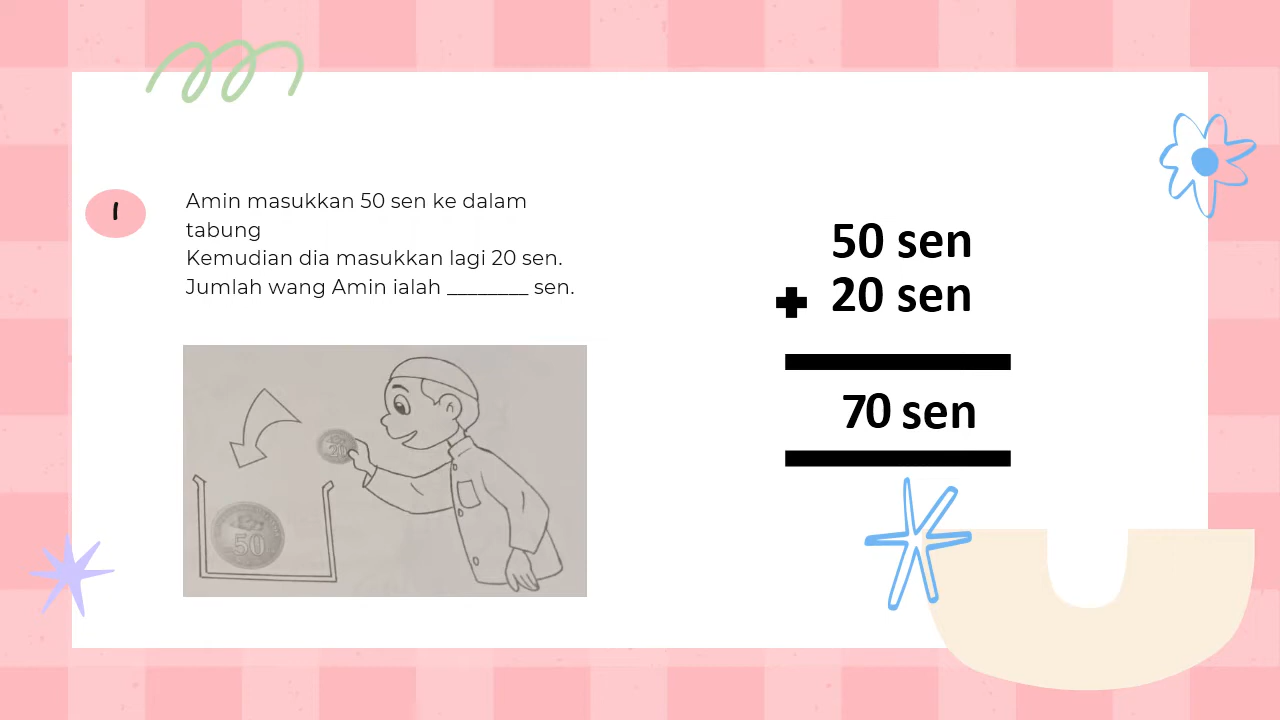 1
Amin masukkan 50 sen ke dalam
tabung
Kemudian dia masukkan lagi 20 sen.
Jumlah wang Amin ialah ________ sen.
20
50
50 sen
+ 20 sen
70 sen